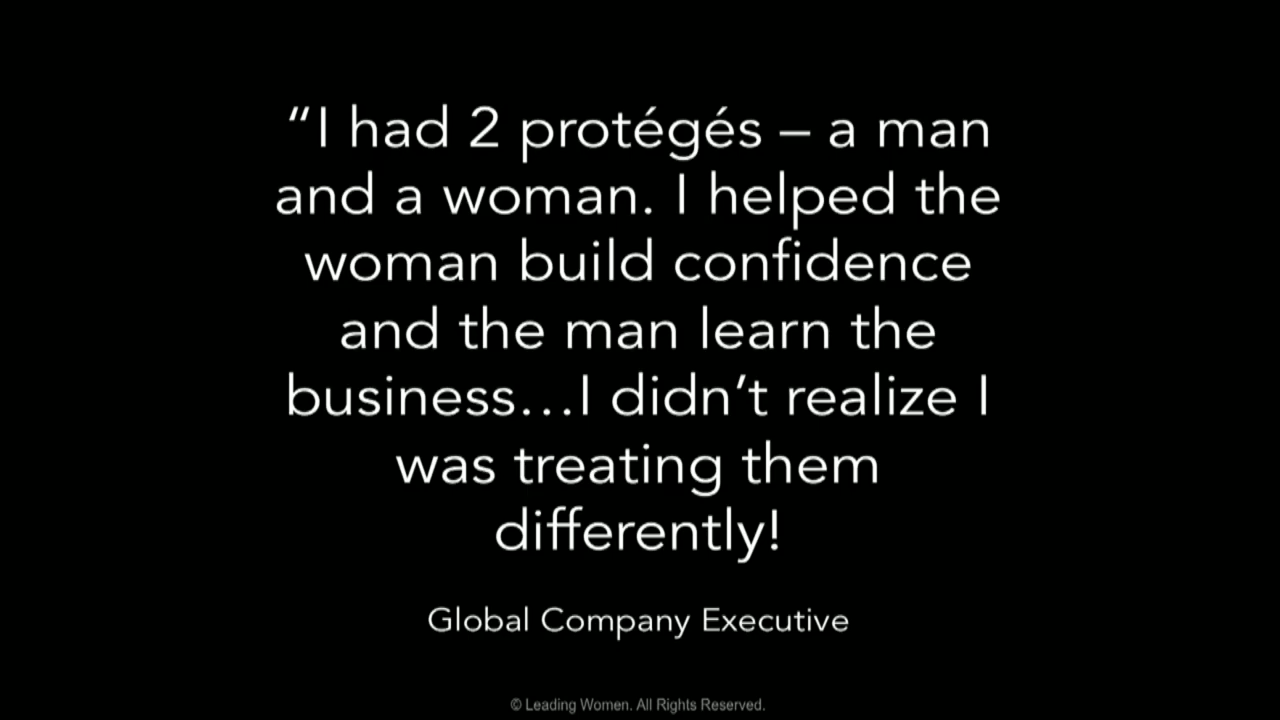 “I had 2 protégés – a man
and a woman. I helped the
woman build confidence
and the man learn the
business…I didn’t realize I
was treating them
differently!
Global Company Executive
© Leading Women. All Rights Reserved.